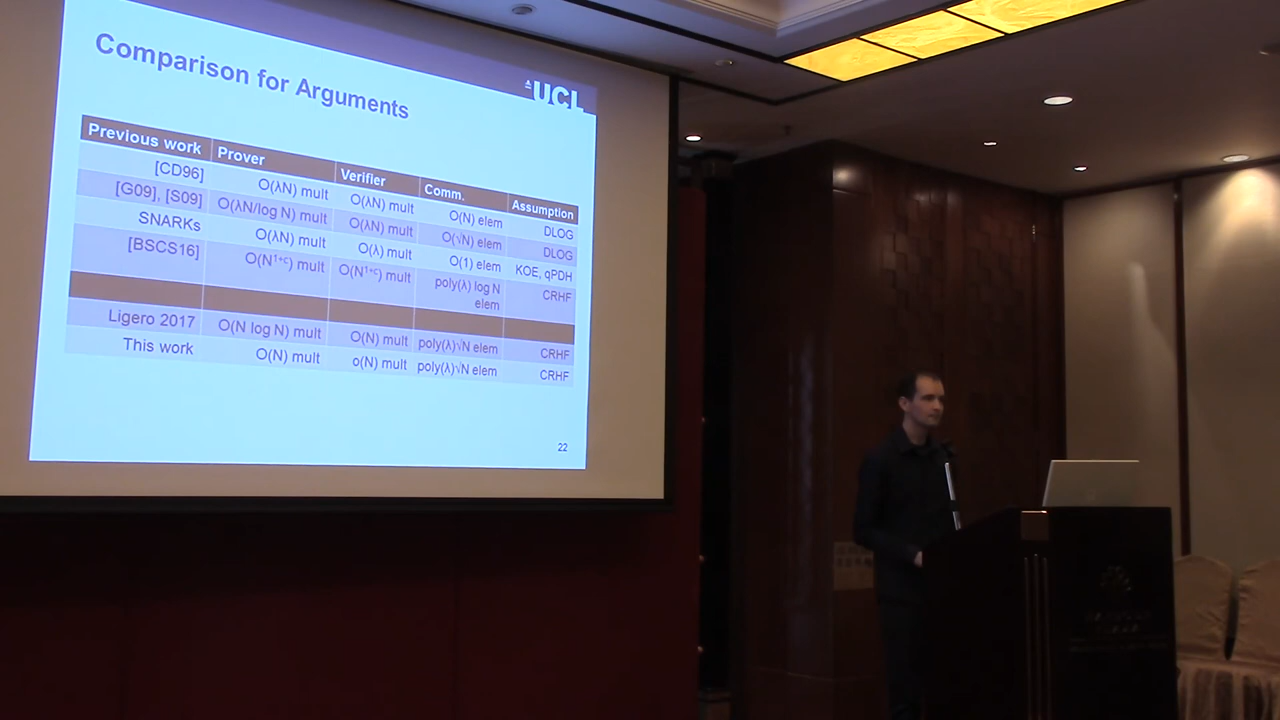 Comparison for Arguments
UCL
Previous work Prover Verifier Comm. Assumption
[CD96] O(λN) mult O(λN) mult O(N) elem DLOG
[G09], [S09] O(λN/log N) mult O(λN) mult O(√N) elem DLOG
SNARKs O(λN) mult O(λ) mult O(1) elem KOE, qPDH
[BSCS16] O(N¹⁺ᶜ) mult O(N¹⁺ᶜ) mult poly(λ) log N elem CRHF
Ligero 2017 O(N log N) mult O(N) mult poly(λ)√N elem CRHF
This work O(N) mult o(N) mult poly(λ)√N elem CRHF
22